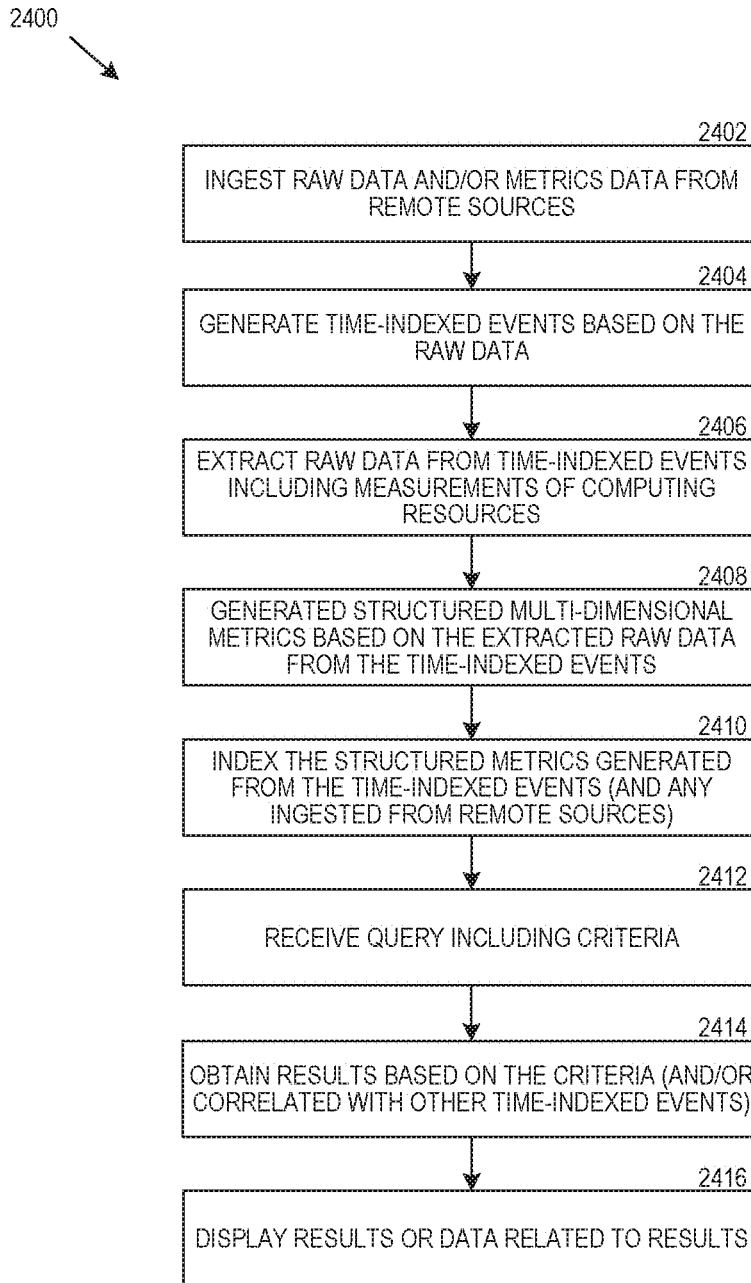 2400
2402
INGEST RAW DATA AND/OR METRICS DATA FROM
REMOTE SOURCES
2404
GENERATE TIME-INDEXED EVENTS BASED ON THE
RAW DATA
2406
EXTRACT RAW DATA FROM TIME-INDEXED EVENTS
INCLUDING MEASUREMENTS OF COMPUTING
RESOURCES
2408
GENERATED STRUCTURED MULTI-DIMENSIONAL
METRICS BASED ON THE EXTRACTED RAW DATA
FROM THE TIME-INDEXED EVENTS
2410
INDEX THE STRUCTURED METRICS GENERATED
FROM THE TIME-INDEXED EVENTS (AND ANY
INGESTED FROM REMOTE SOURCES)
2412
RECEIVE QUERY INCLUDING CRITERIA
2414
OBTAIN RESULTS BASED ON THE CRITERIA (AND/OR
CORRELATED WITH OTHER TIME-INDEXED EVENTS)
2416
DISPLAY RESULTS OR DATA RELATED TO RESULTS